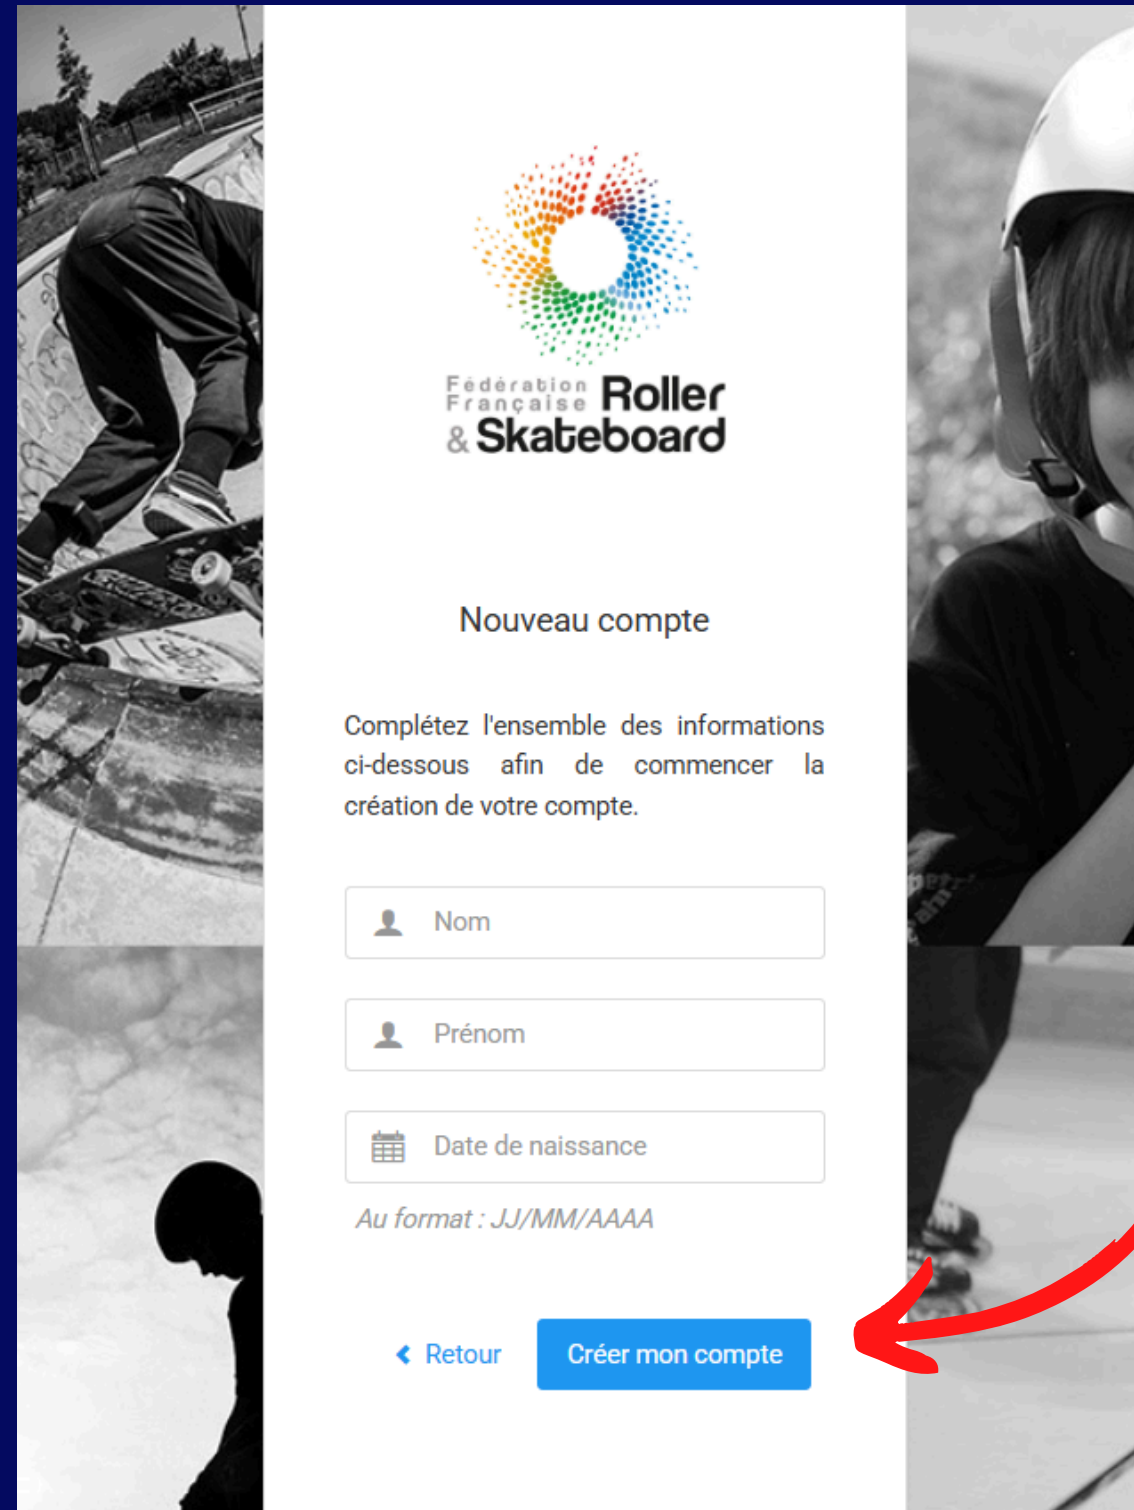 Fédération
Française Roller
& Skateboard
Nouveau compte
Complétez l'ensemble des informations
ci-dessous afin de commencer la
création de votre compte.
Nom
Prénom
Date de naissance
Au format : JJ/MM/AAAA
Retour
Créer mon compte